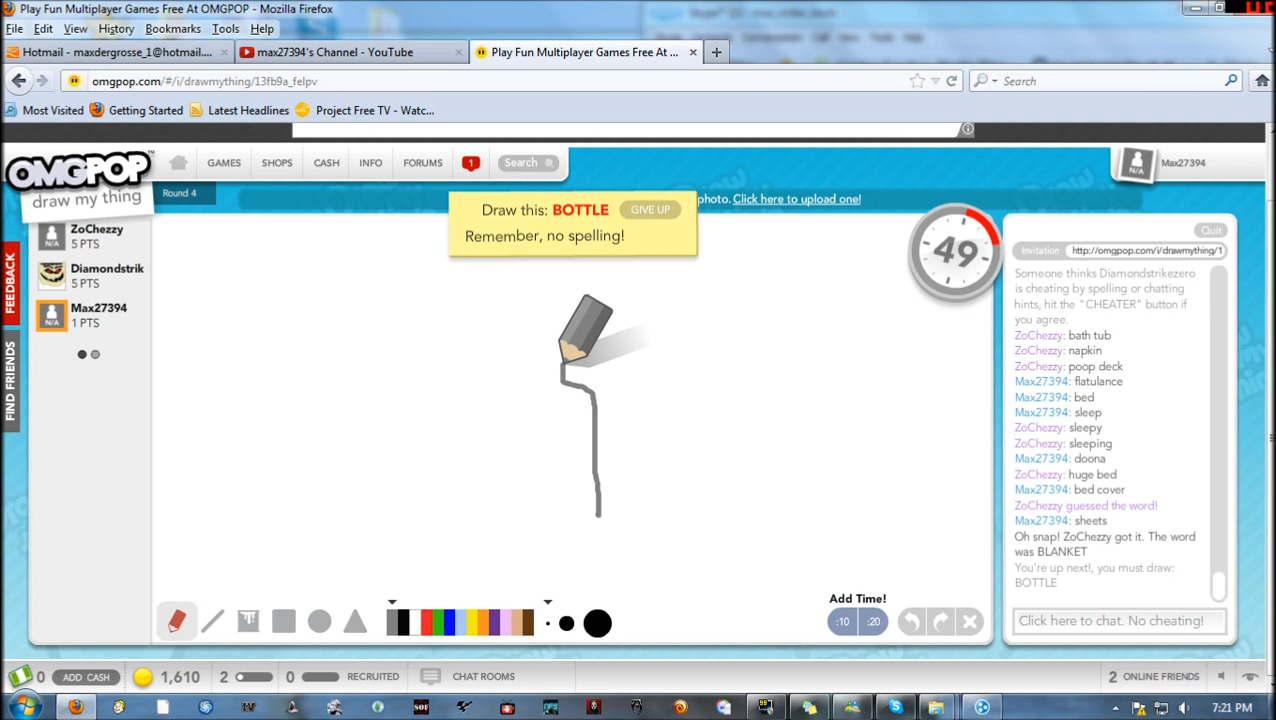 Play Fun Multiplayer Games Free At OMGPOP - Mozilla Firefox
File Edit View History Bookmarks Tools Help
Hotmail - maxdergrosse_1@hotmail.... × max27394's Channel - YouTube × Play Fun Multiplayer Games Free At ... × +
omgpop.com/#/i/drawmything/13fb9a_felpv Search
Most Visited Getting Started Latest Headlines Project Free TV - Watc...
OMGPOP™ GAMES SHOPS CASH INFO FORUMS 1 Search N/A Max27394
draw my thing Round 4 photo. Click here to upload one!
Draw this: BOTTLE GIVE UP
Remember, no spelling!
FEEDBACK
FIND FRIENDS
N/A ZoChezzy
5 PTS
Diamondstrik
5 PTS
N/A Max27394
1 PTS
49
Add Time!
:10 :20
Quit
Invitation http://omgpop.com/i/drawmything/1
Someone thinks Diamondstrikezero
is cheating by spelling or chatting
hints, hit the "CHEATER" button if
you agree.
ZoChezzy: bath tub
ZoChezzy: napkin
ZoChezzy: poop deck
Max27394: flatulance
Max27394: bed
Max27394: sleep
ZoChezzy: sleepy
ZoChezzy: sleeping
Max27394: doona
ZoChezzy: huge bed
Max27394: bed cover
ZoChezzy guessed the word!
Max27394: sheets
Oh snap! ZoChezzy got it. The word
was BLANKET
You're up next!, you must draw:
BOTTLE
Click here to chat. No cheating!
0 ADD CASH 1,610 2 0 RECRUITED CHAT ROOMS 2 ONLINE FRIENDS
SOF 99 7:21 PM